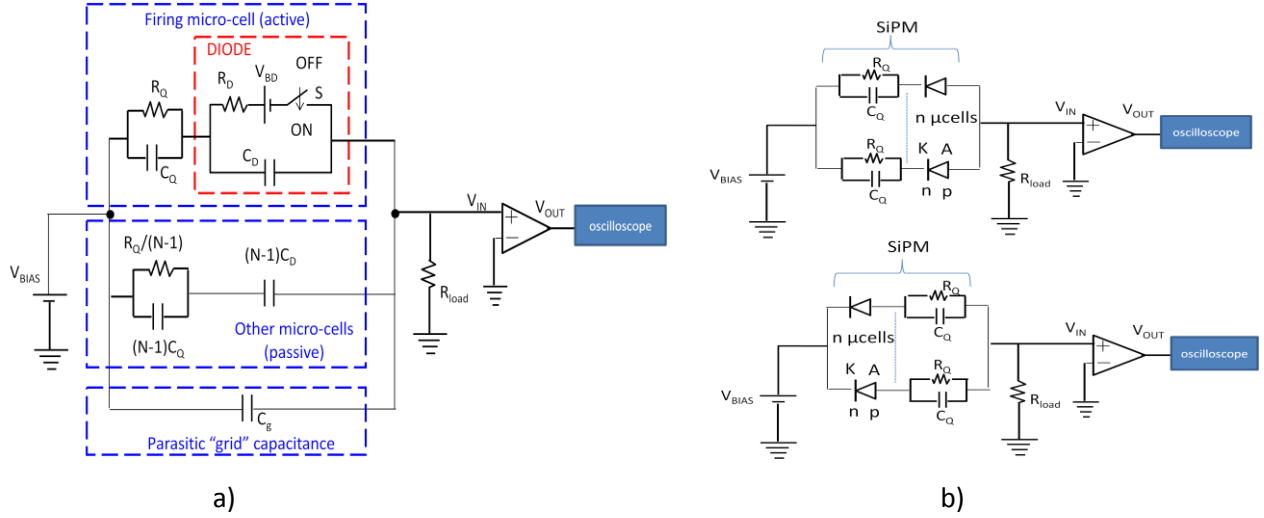 Firing micro-cell (active)
DIODE
OFF
R_D
V_BD
S
ON
R_Q
C_Q
C_D
V_IN
V_OUT
oscilloscope
R_Q/(N-1)
(N-1)C_D
V_BIAS
R_load
(N-1)C_Q
Other micro-cells
(passive)
C_g
Parasitic “grid” capacitance
a)
SiPM
R_Q
C_Q
n μcells
R_Q
K A
C_Q
n p
V_BIAS
V_IN
V_OUT
oscilloscope
R_load
SiPM
R_Q
n μcells
C_Q
K A
R_Q
n p
C_Q
V_BIAS
V_IN
V_OUT
oscilloscope
R_load
b)